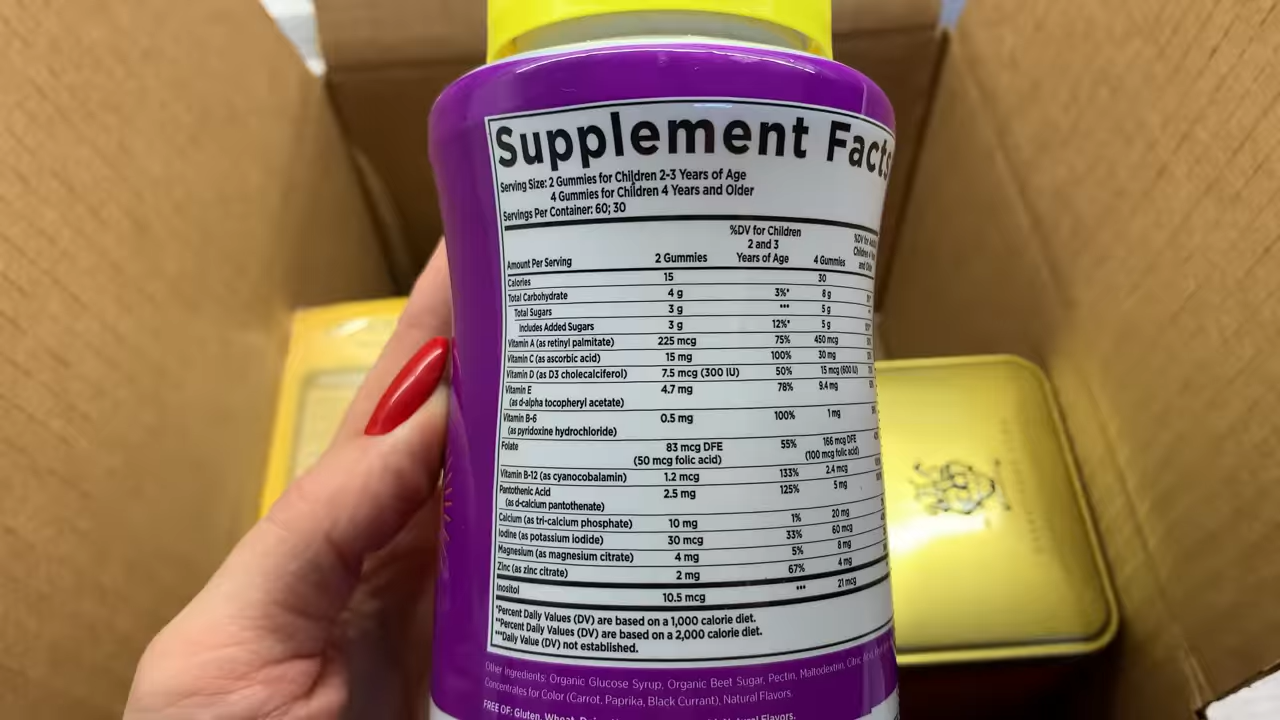 Supplement Facts
Serving Size: 2 Gummies for Children 2-3 Years of Age
4 Gummies for Children 4 Years and Older
Servings Per Container: 60; 30
Amount Per Serving 2 Gummies %DV for Children 2 and 3 Years of Age 4 Gummies
Calories 15 30
Total Carbohydrate 4 g 3%* 8 g
Total Sugars 3 g *** 5 g
Includes Added Sugars 3 g 12%* 5 g
Vitamin A (as retinyl palmitate) 225 mcg 75% 450 mcg
Vitamin C (as ascorbic acid) 15 mg 100% 30 mg
Vitamin D (as D3 cholecalciferol) 7.5 mcg (300 IU) 50% 15 mcg (600 IU)
Vitamin E 4.7 mg 78% 9.4 mg
(as d-alpha tocopheryl acetate)
Vitamin B-6 0.5 mg 100% 1 mg
(as pyridoxine hydrochloride)
Folate 83 mcg DFE 55% 166 mcg DFE
(50 mcg folic acid) (100 mcg folic acid)
Vitamin B-12 (as cyanocobalamin) 1.2 mcg 133% 2.4 mcg
Pantothenic Acid 2.5 mg 125% 5 mg
(as d-calcium pantothenate)
Calcium (as tri-calcium phosphate) 10 mg 1% 20 mg
Iodine (as potassium iodide) 30 mcg 33% 60 mcg
Magnesium (as magnesium citrate) 4 mg 5% 8 mg
Zinc (as zinc citrate) 2 mg 67% 4 mg
Inositol 10.5 mcg *** 21 mcg
*Percent Daily Values (DV) are based on a 1,000 calorie diet.
**Percent Daily Values (DV) are based on a 2,000 calorie diet.
***Daily Value (DV) not established.
Other Ingredients: Organic Glucose Syrup, Organic Beet Sugar, Pectin, Maltodextrin, Citric
Concentrates for Color (Carrot, Paprika, Black Currant), Natural Flavors.
FREE OF: Gluten, Wheat, Flavors.